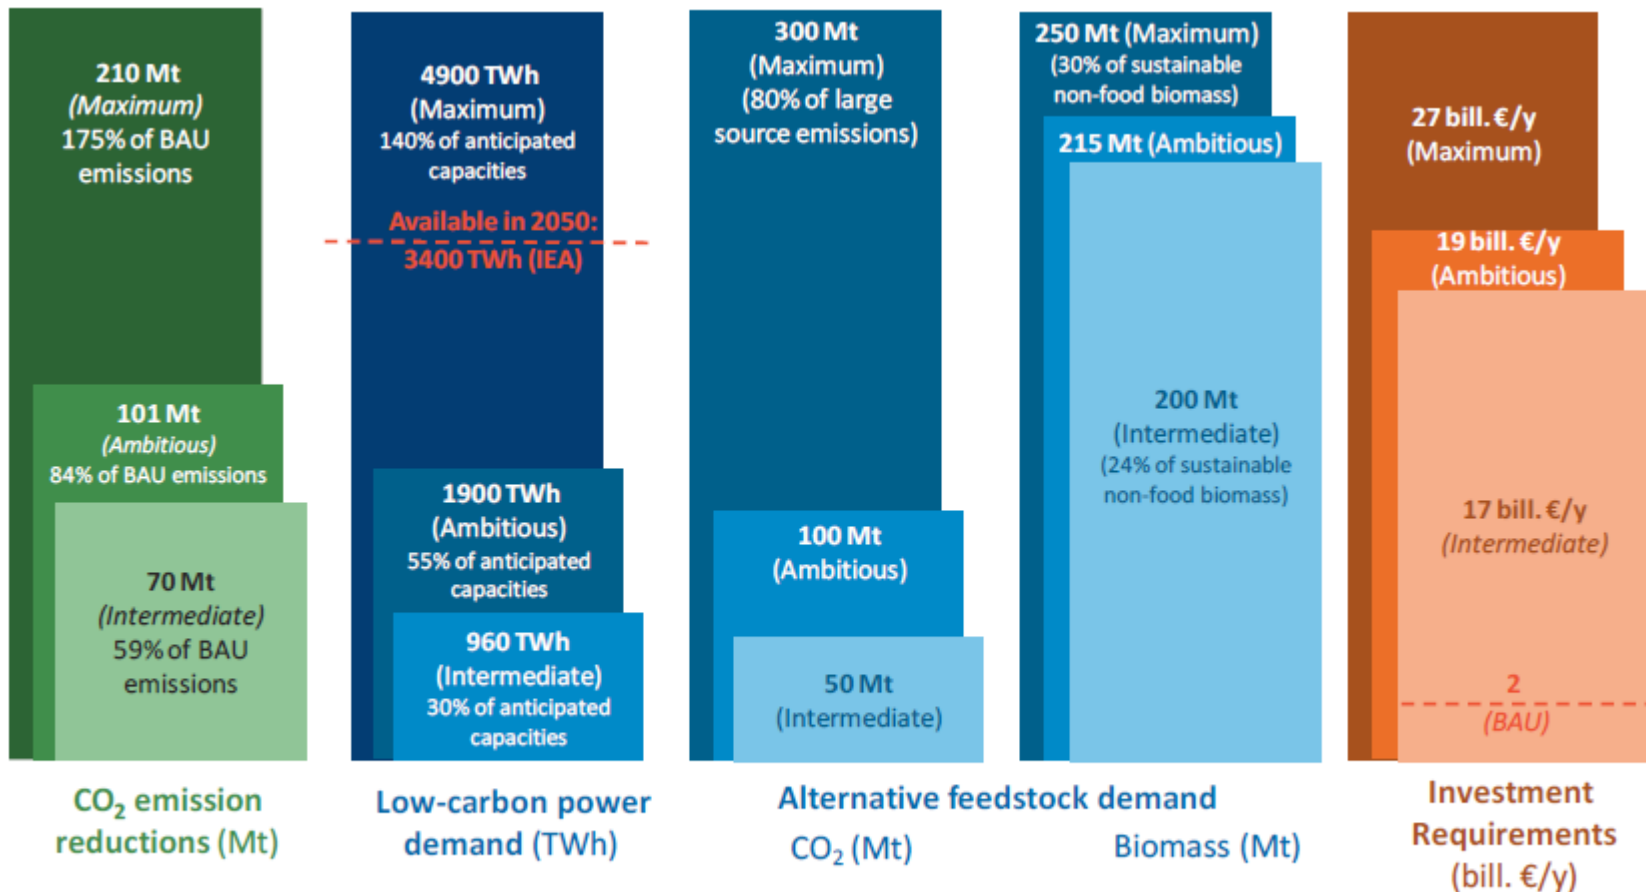 210 Mt
(Maximum)
175% of BAU
emissions
101 Mt
(Ambitious)
84% of BAU emissions
70 Mt
(Intermediate)
59% of BAU
emissions
CO₂ emission
reductions (Mt)
4900 TWh
(Maximum)
140% of anticipated
capacities
Available in 2050:
3400 TWh (IEA)
1900 TWh
(Ambitious)
55% of anticipated
capacities
960 TWh
(Intermediate)
30% of anticipated
capacities
Low-carbon power
demand (TWh)
300 Mt
(Maximum)
(80% of large
source emissions)
100 Mt
(Ambitious)
50 Mt
(Intermediate)
250 Mt (Maximum)
(30% of sustainable
non-food biomass)
215 Mt (Ambitious)
200 Mt
(Intermediate)
(24% of sustainable
non-food biomass)
Alternative feedstock demand
CO₂ (Mt)
Biomass (Mt)
27 bill. €/y
(Maximum)
19 bill. €/y
(Ambitious)
17 bill. €/y
(Intermediate)
2
(BAU)
Investment
Requirements
(bill. €/y)